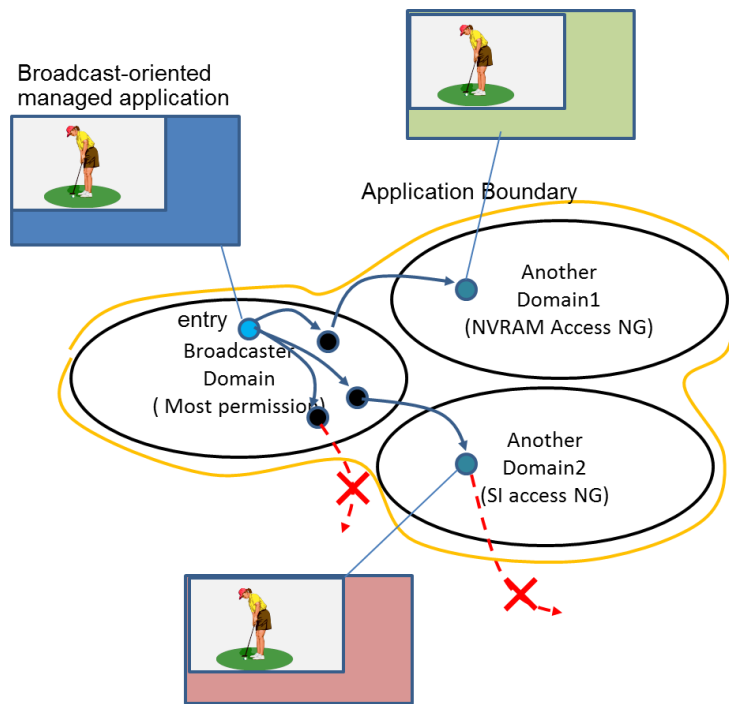 Broadcast-oriented
managed application
Application Boundary
Another
Domain1
(NVRAM Access NG)
entry
Broadcaster
Domain
( Most permission)
Another
Domain2
(SI access NG)